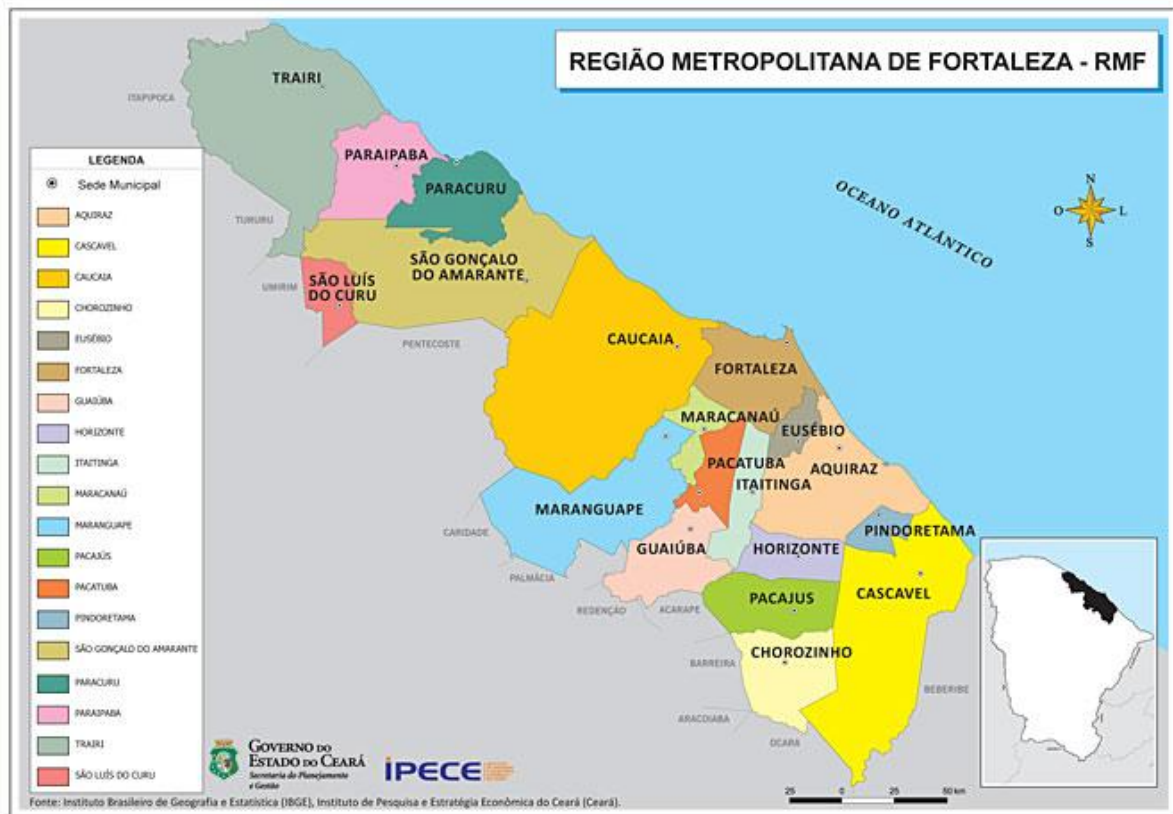 REGIÃO METROPOLITANA DE FORTALEZA - RMF
TRAIRI
ITAPIPOCA
PARAIPABA
PARACURU
TURURU
SÃO GONÇALO
DO AMARANTE
SÃO LUÍS
DO CURU
UMIRIM
PENTECOSTE
OCEANO ATLÂNTICO
N
O
L
S
CAUCAIA
FORTALEZA
MARACANAÚ
EUSÉBIO
PACATUBA
AQUIRAZ
ITAITINGA
MARANGUAPE
CARIDADE
PINDORETAMA
GUAIÚBA
HORIZONTE
PALMÁCIA
REDENÇÃO
ACARAPE
PACAJUS
CASCAVEL
CHOROZINHO
BARREIRA
BEBERIBE
ARACOIABA
OCARA
LEGENDA
Sede Municipal
AQUIRAZ
CASCAVEL
CAUCAIA
CHOROZINHO
EUSÉBIO
FORTALEZA
GUAIÚBA
HORIZONTE
ITAITINGA
MARACANAÚ
MARANGUAPE
PACAJÚS
PACATUBA
PINDORETAMA
SÃO GONÇALO DO AMARANTE
PARACURU
PARAIPABA
TRAIRI
SÃO LUÍS DO CURU
GOVERNO DO
ESTADO DO CEARÁ
Secretaria do Planejamento
e Gestão
IPECE
25 0 25 50 km
Fonte: Instituto Brasileiro de Geografia e Estatística (IBGE), Instituto de Pesquisa e Estratégia Econômica do Ceará (Ceará).